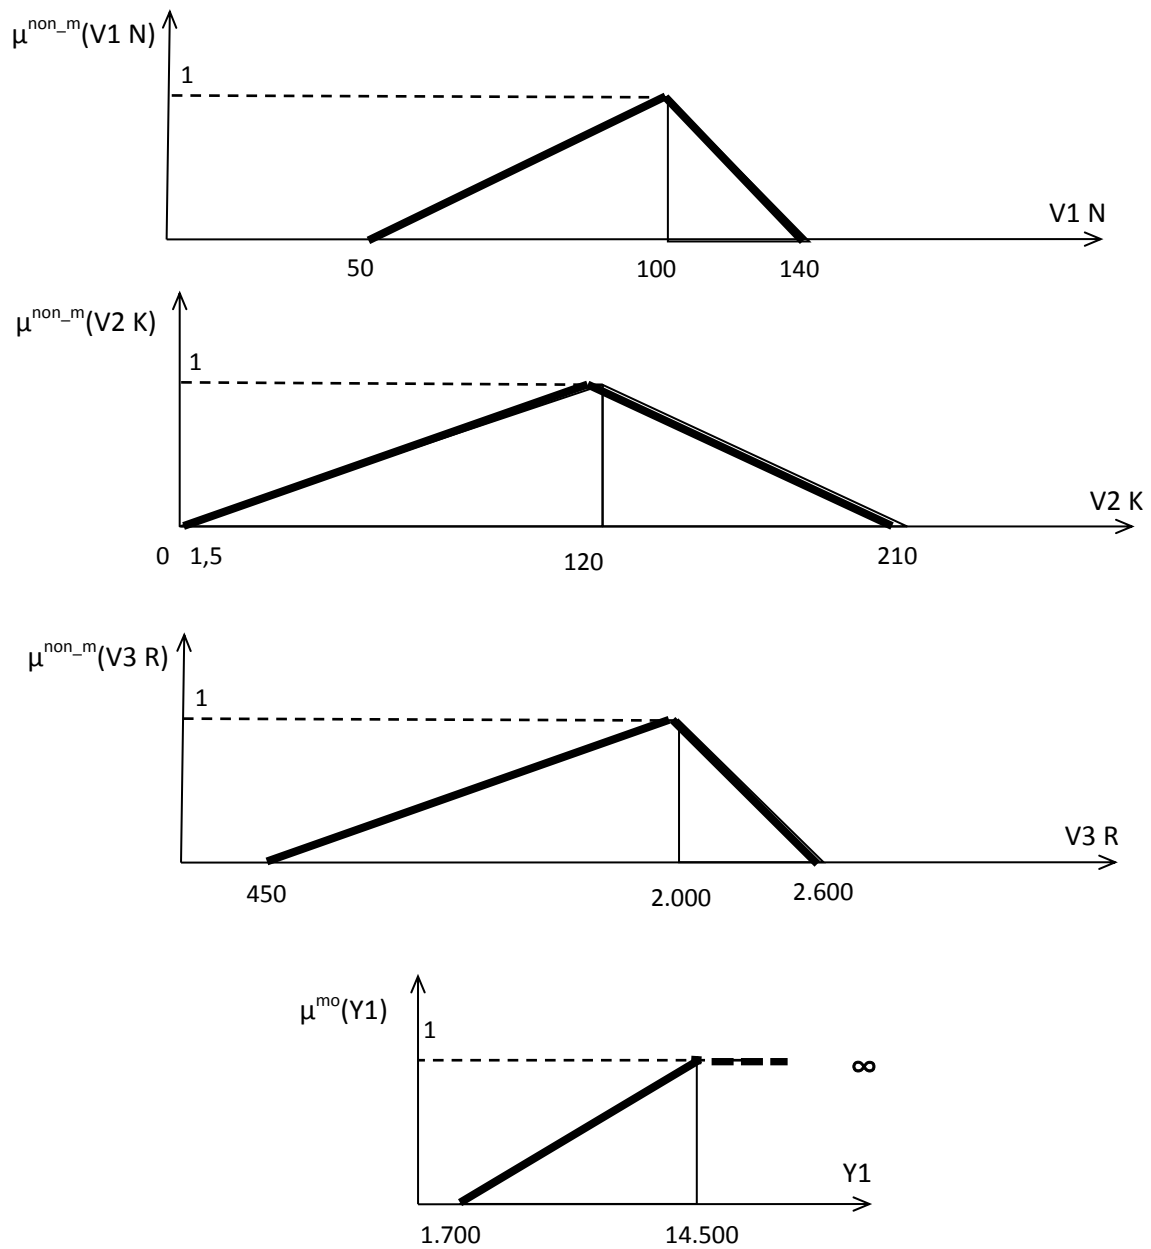 μnon_m(V1 N)
1
V1 N
50 100 140
μnon_m(V2 K)
1
V2 K
0 1,5 120 210
μnon_m(V3 R)
1
V3 R
450 2.000 2.600
μmo(Y1)
1
∞
Y1
1.700 14.500